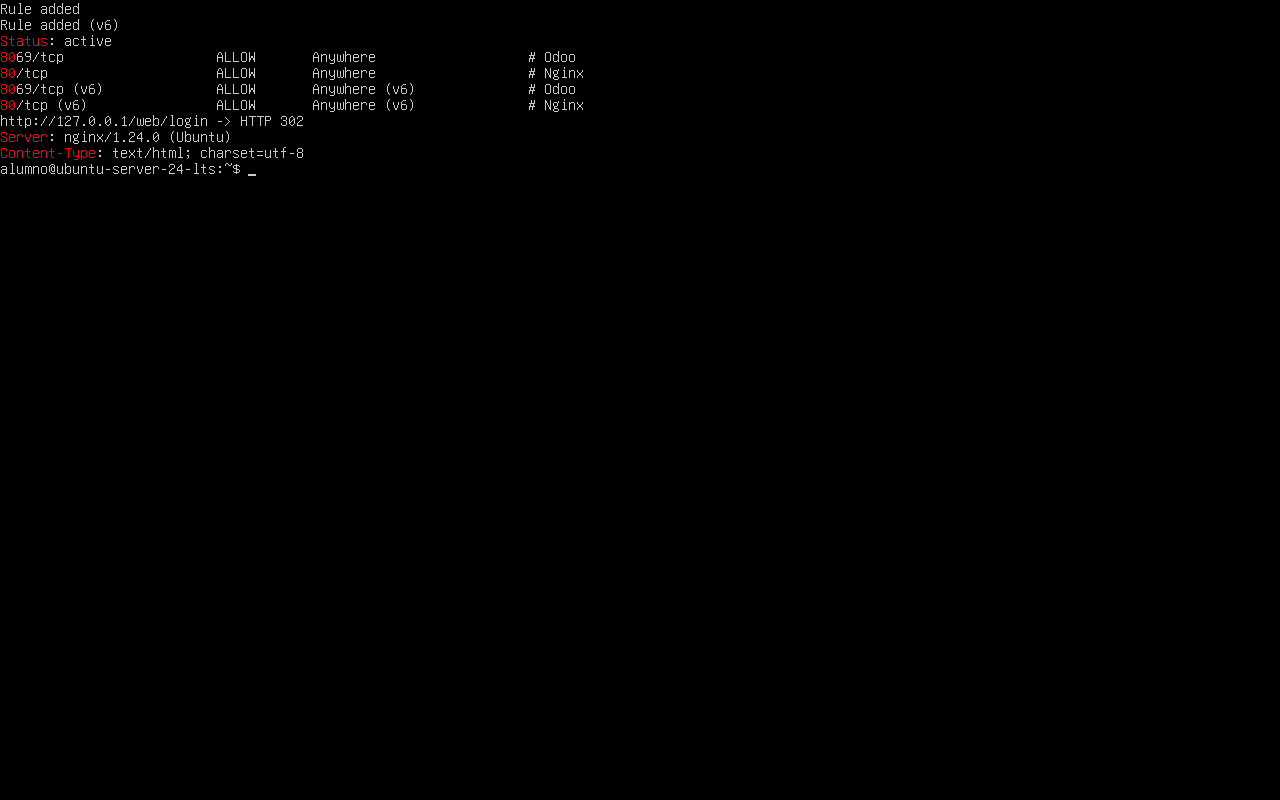 Rule added
Rule added (v6)
Status: active
8069/tcp                   ALLOW       Anywhere                   # Odoo
80/tcp                     ALLOW       Anywhere                   # Nginx
8069/tcp (v6)              ALLOW       Anywhere (v6)              # Odoo
80/tcp (v6)                ALLOW       Anywhere (v6)              # Nginx
http://127.0.0.1/web/login -> HTTP 302
Server: nginx/1.24.0 (Ubuntu)
Content-Type: text/html; charset=utf-8
alumno@ubuntu-server-24-lts:~$ _